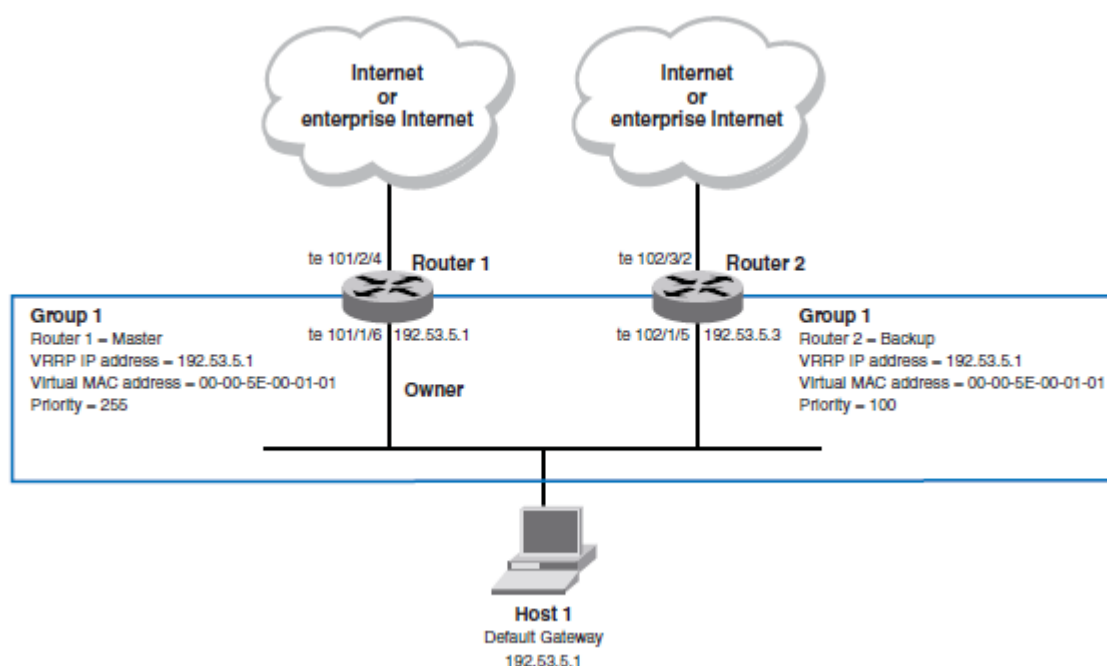 Internet
or
enterprise Internet
Internet
or
enterprise Internet
te 101/2/4
Router 1
te 102/3/2
Router 2
Group 1
Router 1 = Master
VRRP IP address = 192.53.5.1
Virtual MAC address = 00-00-5E-00-01-01
Priority = 255
te 101/1/6
192.53.5.1
Owner
te 102/1/5
192.53.5.3
Group 1
Router 2 = Backup
VRRP IP address = 192.53.5.1
Virtual MAC address = 00-00-5E-00-01-01
Priority = 100
Host 1
Default Gateway
192.53.5.1